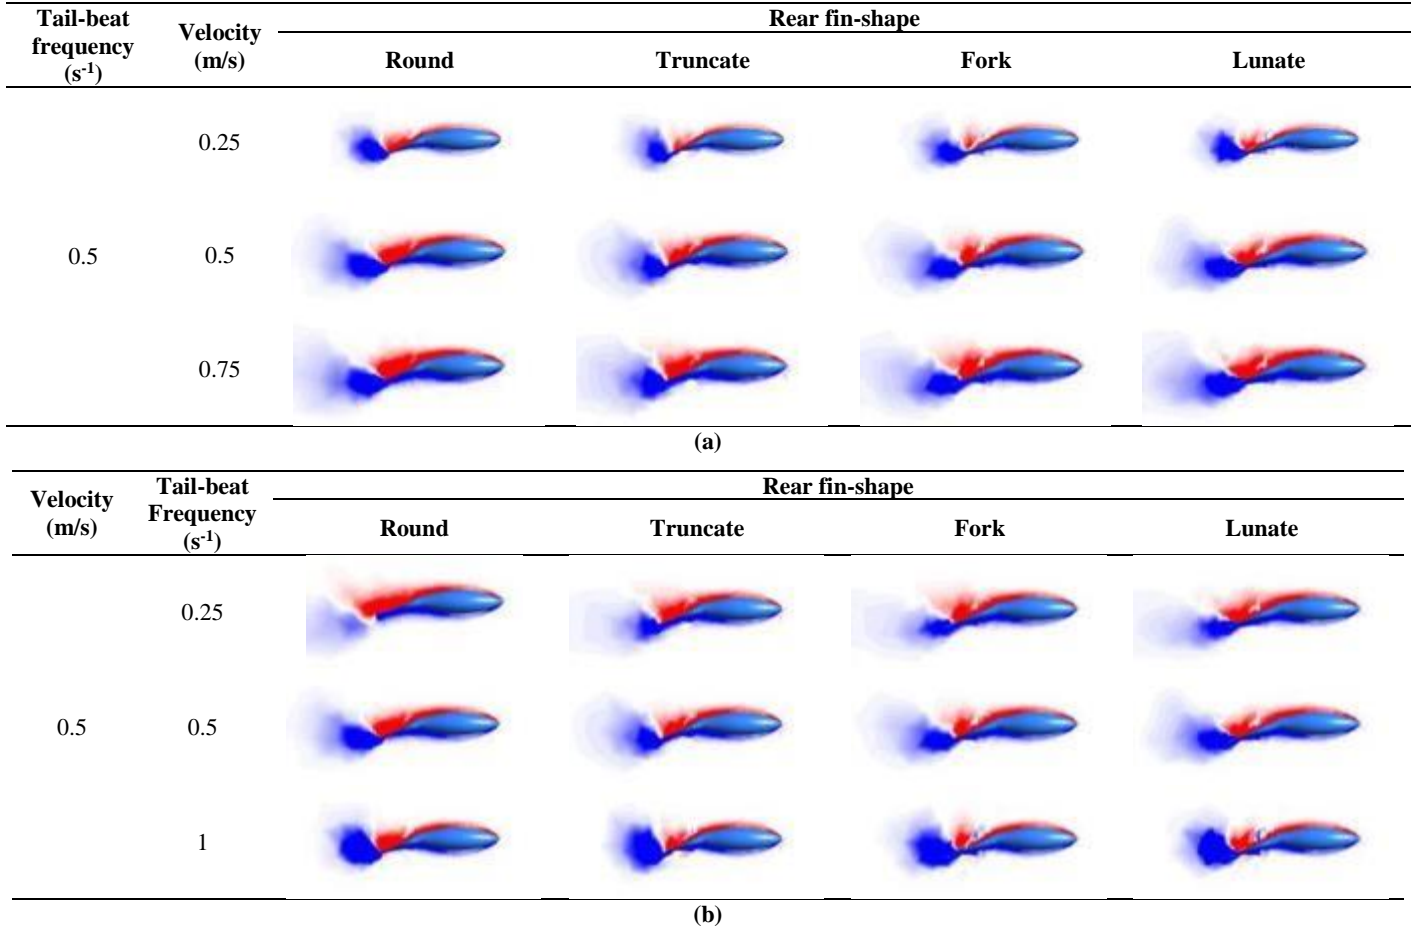 Tail-beat frequency (s-1) Velocity (m/s) Rear fin-shape
Round Truncate Fork Lunate
0.25
0.5 0.5
0.75
(a)
Velocity (m/s) Tail-beat Frequency (s-1) Rear fin-shape
Round Truncate Fork Lunate
0.25
0.5 0.5
1
(b)